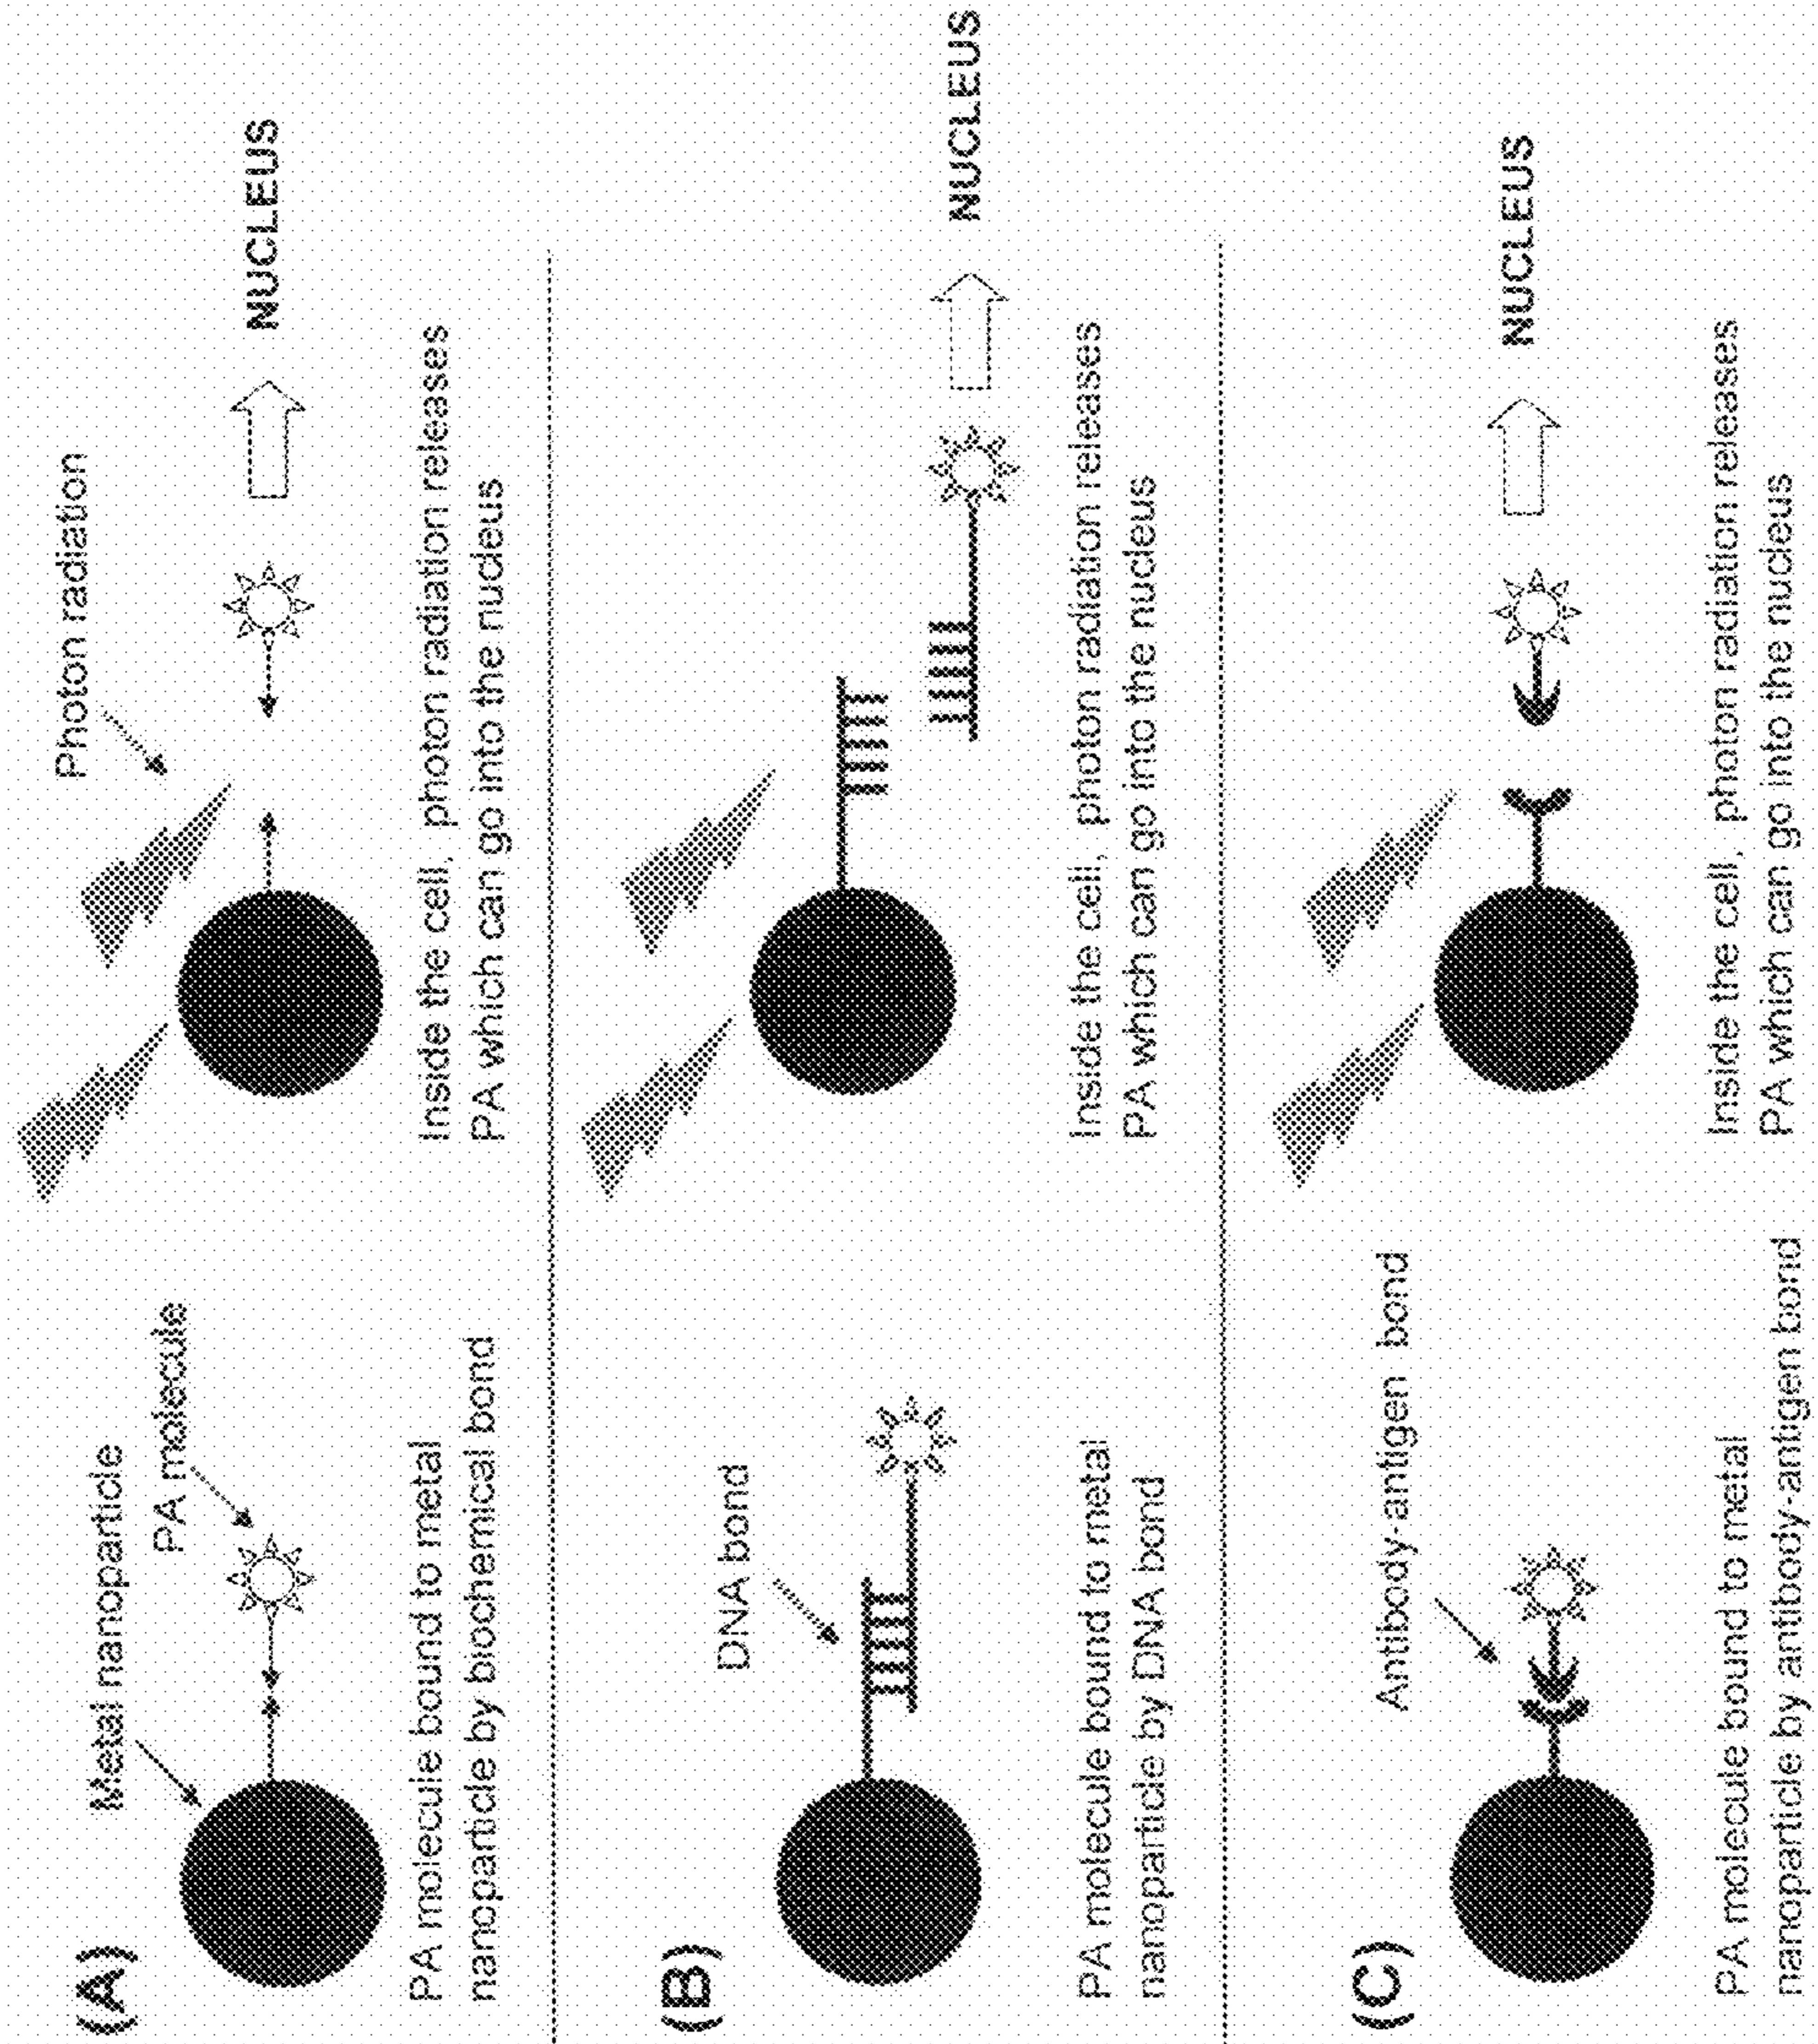 (A)
Metal nanoparticle
PA molecule
PA molecule bound to metal
nanoparticle by biochemical bond
Photon radiation
NUCLEUS
Inside the cell, photon radiation releases
PA which can go into the nucleus
(B)
DNA bond
PA molecule bound to metal
nanoparticle by DNA bond
NUCLEUS
Inside the cell, photon radiation releases
PA which can go into the nucleus
(C)
Antibody-antigen bond
PA molecule bound to metal
nanoparticle by antibody-antigen bond
NUCLEUS
Inside the cell, photon radiation releases
PA which can go into the nucleus